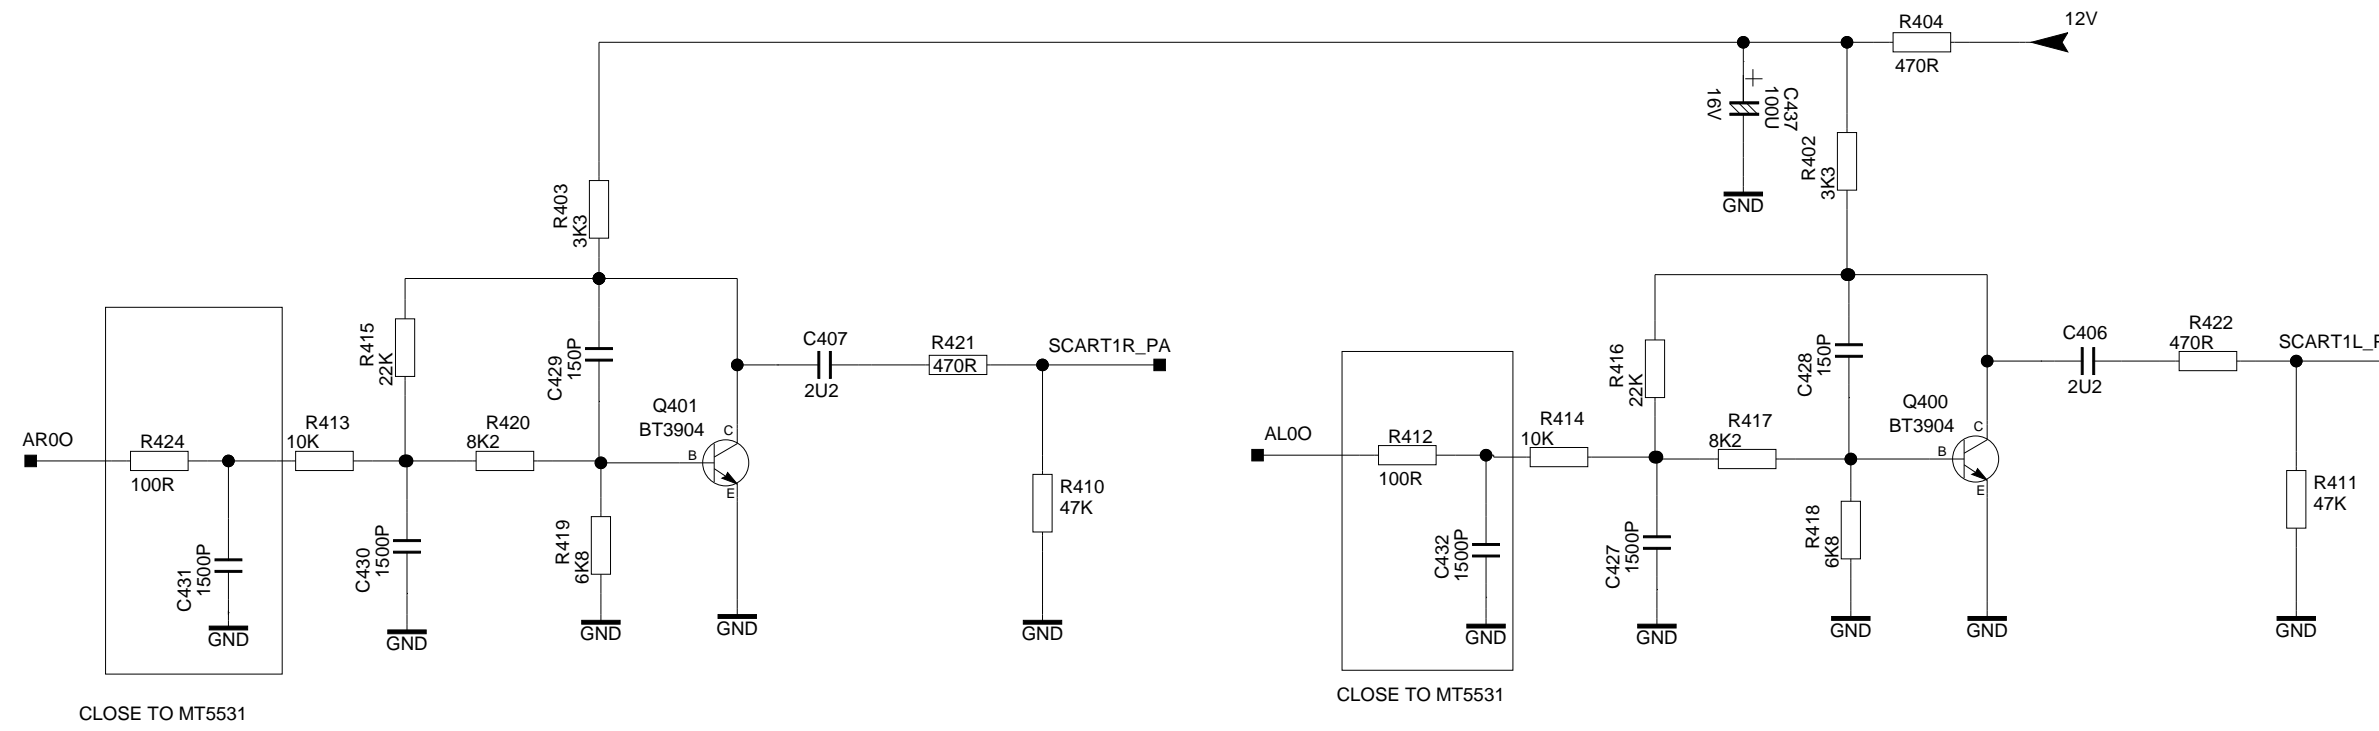 R404
12V
470R
C437
100U
16V
R402
3K3
GND
R403
3K3
R415
22K
C429
150P
C407
2U2
R421
470R
SCART1R_PA
Q401
BT3904
C
B
E
AR0O
R424
100R
R413
10K
R420
8K2
C431
1500P
GND
C430
1500P
GND
R419
6K8
GND
GND
R410
47K
GND
CLOSE TO MT5531
R416
22K
C428
150P
C406
2U2
R422
470R
SCART1L_P
Q400
BT3904
C
B
E
AL0O
R412
100R
R414
10K
R417
8K2
C432
1500P
GND
C427
1500P
GND
R418
6K8
GND
GND
R411
47K
GND
CLOSE TO MT5531